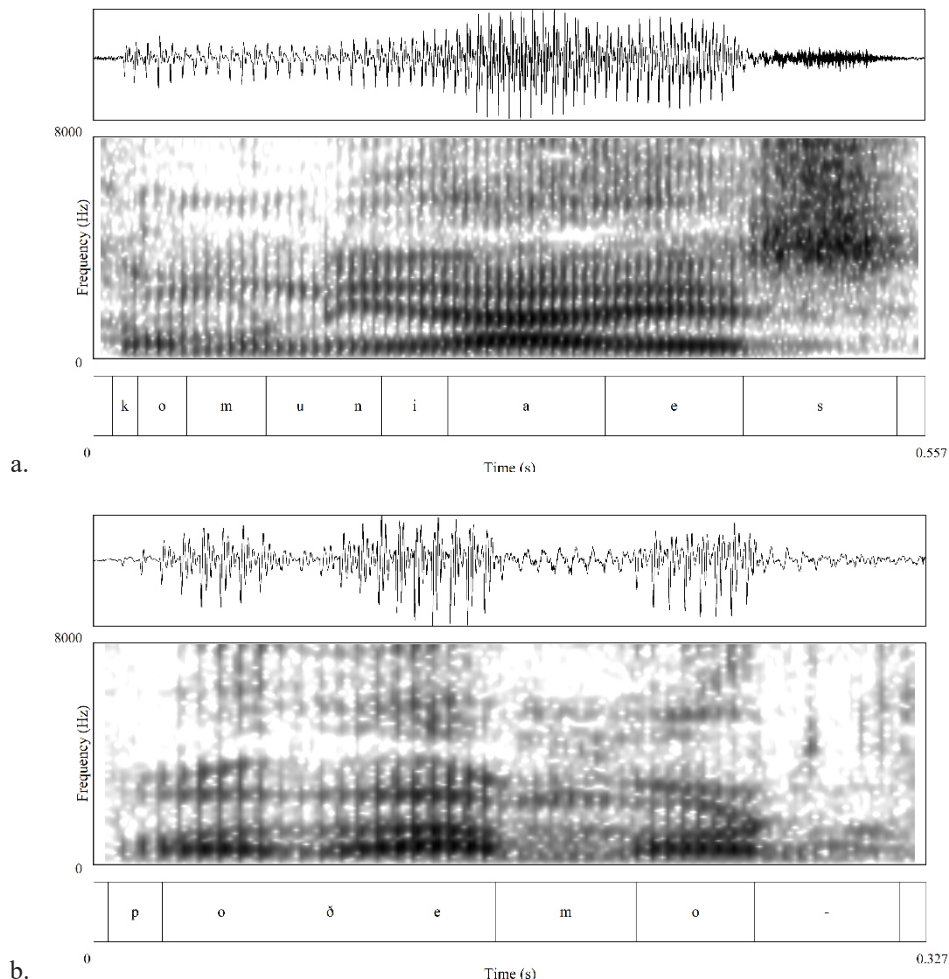 8000
Frequency (Hz)
0
k o m u n i a e s
0 0.557
Time (s)
a.
8000
Frequency (Hz)
0
p o ð e m o -
0 0.327
Time (s)
b.